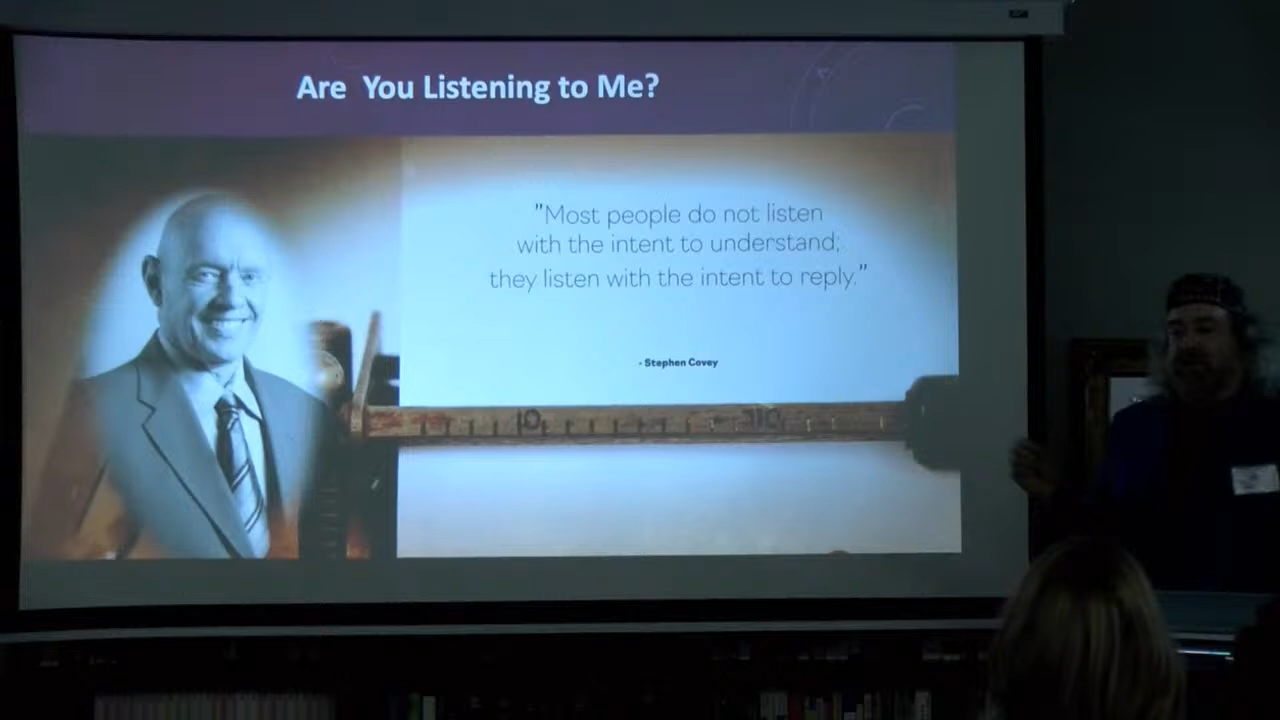 Are  You Listening to Me?
"Most people do not listen
with the intent to understand;
they listen with the intent to reply."
- Stephen Covey
10